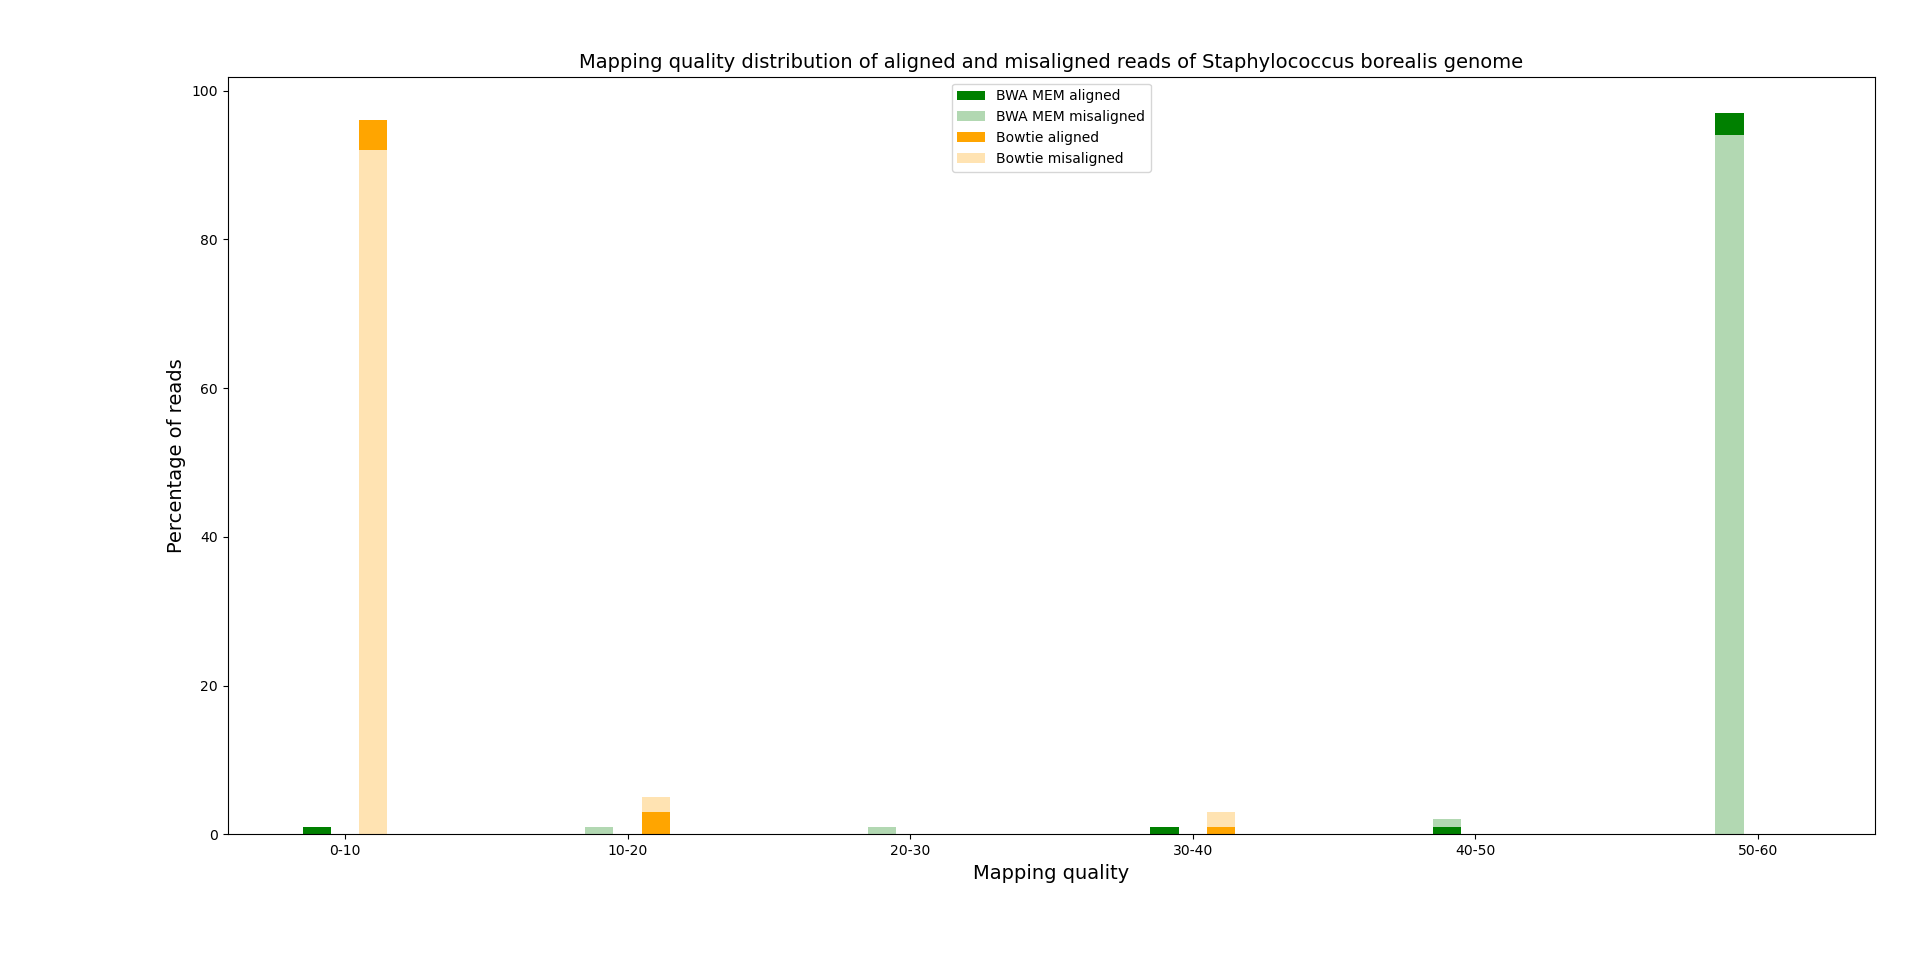 Mapping quality distribution of aligned and misaligned reads of Staphylococcus borealis genome
BWA MEM aligned
BWA MEM misaligned
Bowtie aligned
Bowtie misaligned
Percentage of reads
100
80
60
40
20
0
0-10 10-20 20-30 30-40 40-50 50-60
Mapping quality